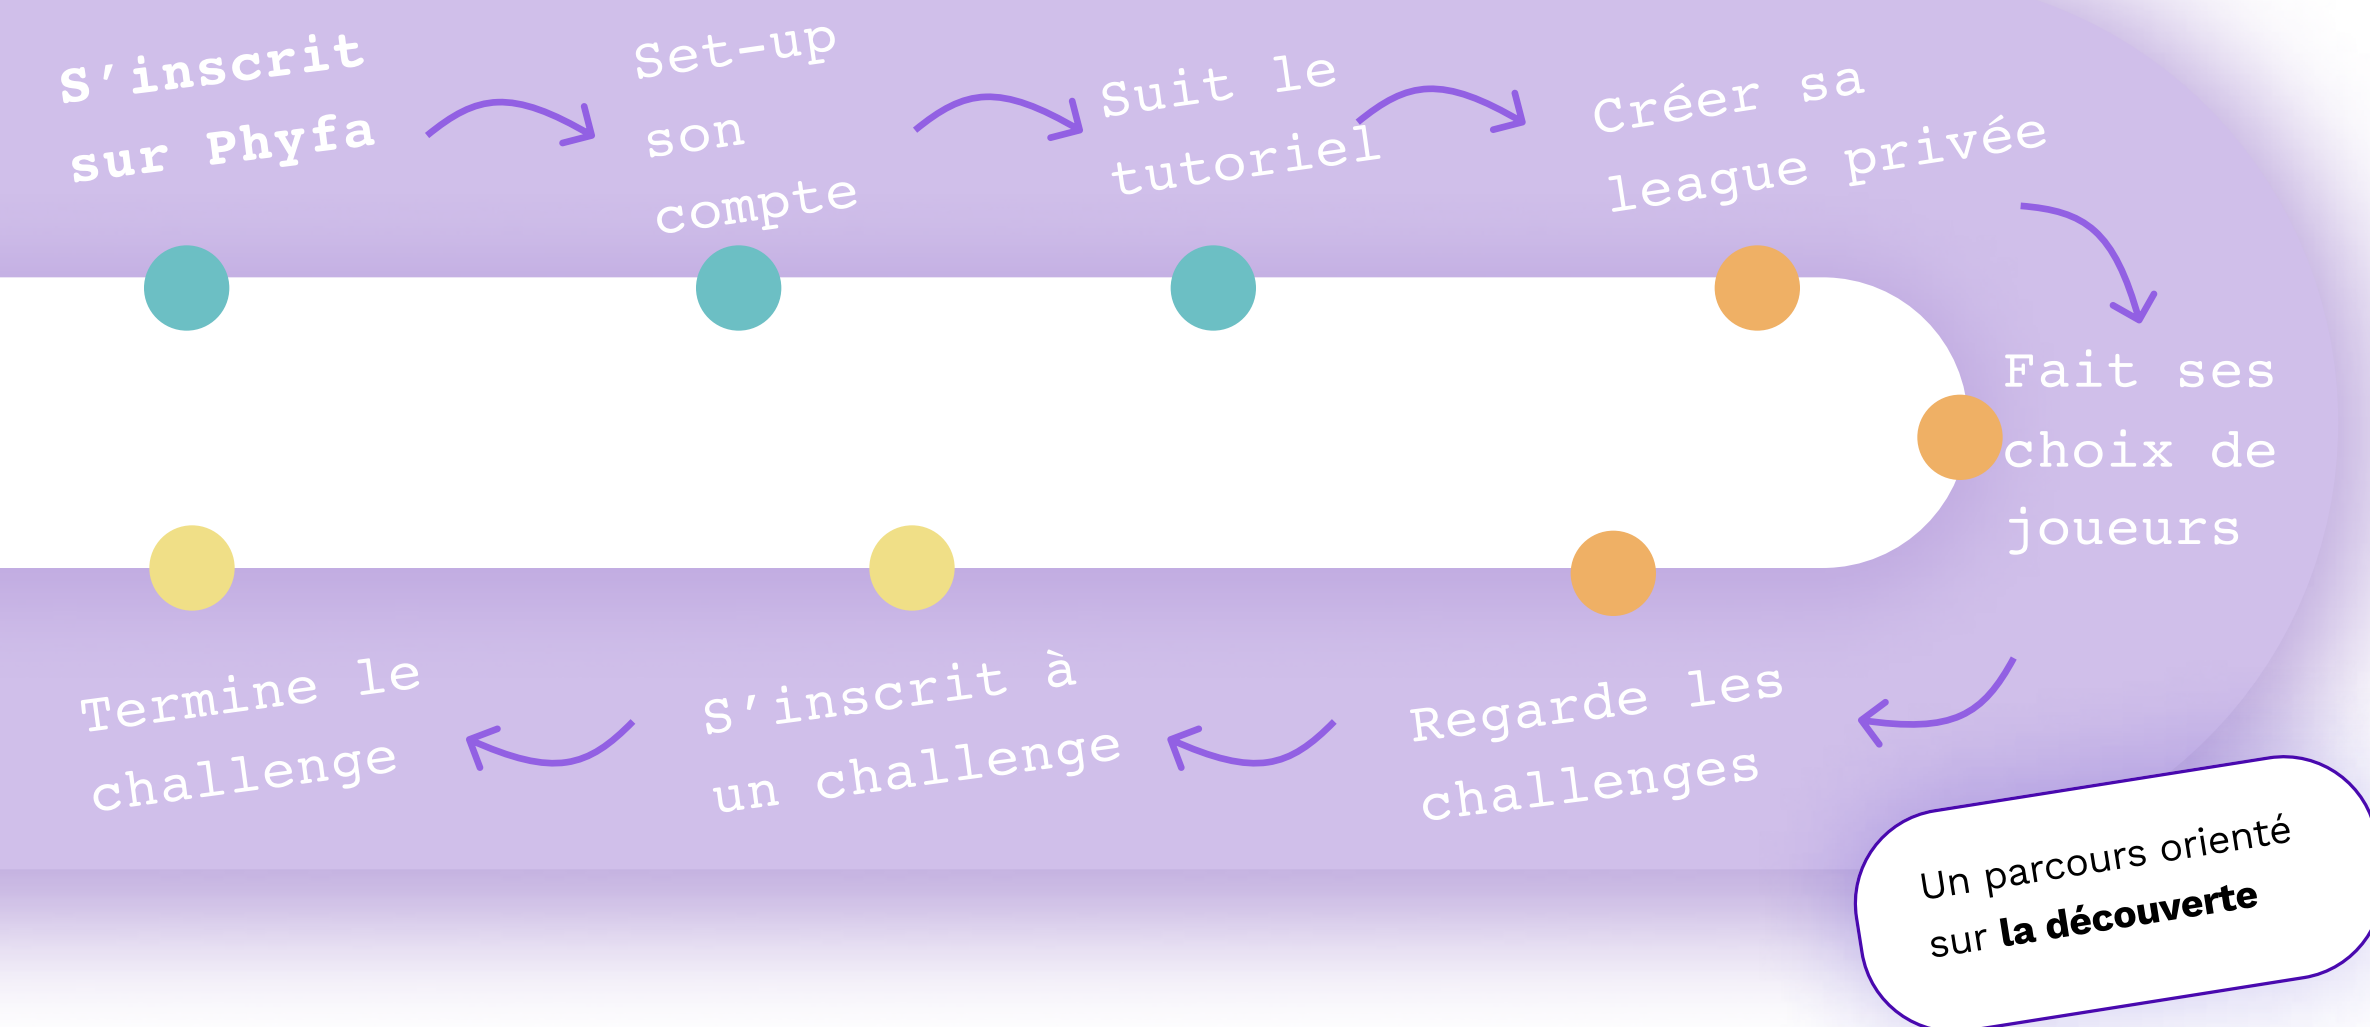 S'inscrit
sur Phyfa
Set-up
son
compte
Suit le
tutoriel
Créer sa
league privée
Fait ses
choix de
joueurs
Regarde les
challenges
S'inscrit à
un challenge
Termine le
challenge
Un parcours orienté
sur la découverte